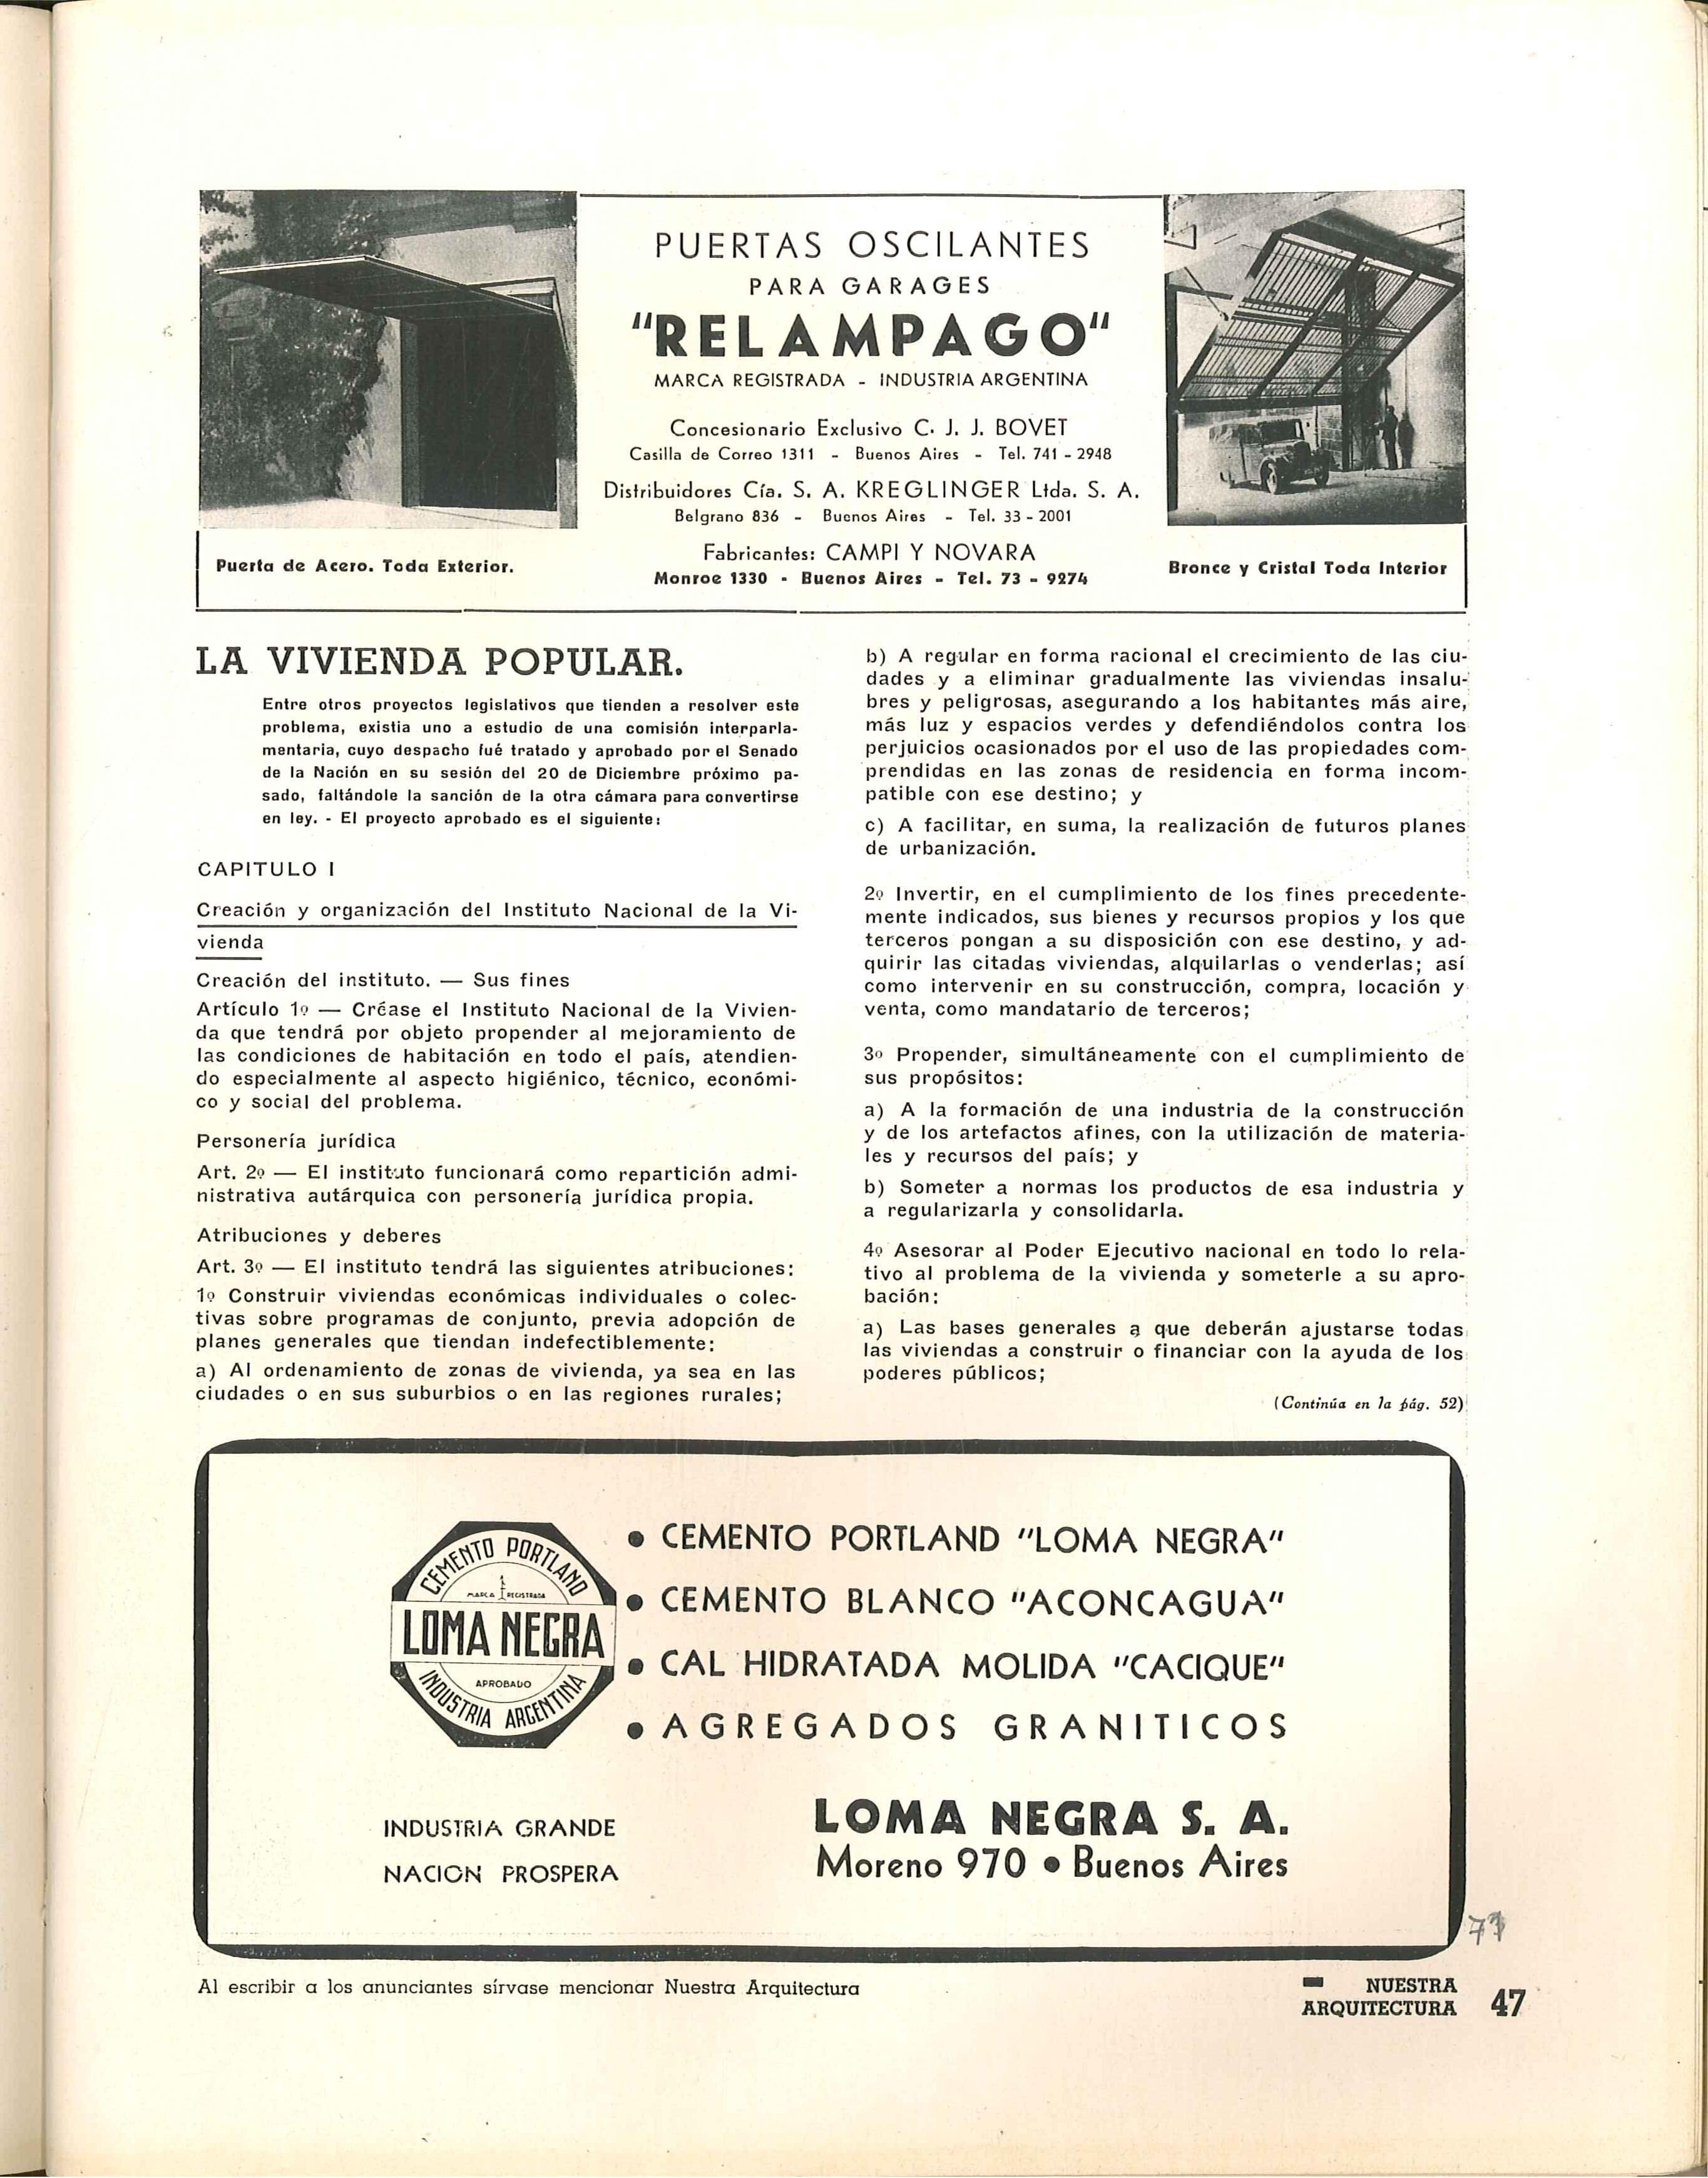 PUERTAS OSCILANTES
PARA GARAGES
"RELAMPAGO"
MARCA REGISTRADA - INDUSTRIA ARGENTINA
Concesionario Exclusivo C. J. J. BOVET
Casilla de Correo 1311 - Buenos Aires - Tel. 741 - 2948
Distribuidores Cía. S. A. KREGLINGER Ltda. S. A.
Belgrano 836 - Buenos Aires - Tel. 33 - 2001
Fabricantes: CAMPI Y NOVARA
Monroe 1330 - Buenos Aires - Tel. 73 - 9274
Puerta de Acero. Toda Exterior.
Bronce y Cristal Toda Interior
LA VIVIENDA POPULAR.
Entre otros proyectos legislativos que tienden a resolver este
problema, existia uno a estudio de una comisión interparla-
mentaria, cuyo despacho fué tratado y aprobado por el Senado
de la Nación en su sesión del 20 de Diciembre próximo pa-
sado, faltándole la sanción de la otra cámara para convertirse
en ley. - El proyecto aprobado es el siguiente:
CAPITULO I
Creación y organización del Instituto Nacional de la Vi-
vienda
Creación del instituto. — Sus fines
Artículo 1º — Créase el Instituto Nacional de la Vivien-
da que tendrá por objeto propender al mejoramiento de
las condiciones de habitación en todo el país, atendien-
do especialmente al aspecto higiénico, técnico, económi-
co y social del problema.
Personería jurídica
Art. 2º — El instituto funcionará como repartición admi-
nistrativa autárquica con personería jurídica propia.
Atribuciones y deberes
Art. 3º — El instituto tendrá las siguientes atribuciones:
1º Construir viviendas económicas individuales o colec-
tivas sobre programas de conjunto, previa adopción de
planes generales que tiendan indefectiblemente:
a) Al ordenamiento de zonas de vivienda, ya sea en las
ciudades o en sus suburbios o en las regiones rurales;
b) A regular en forma racional el crecimiento de las ciu-
dades y a eliminar gradualmente las viviendas insalu-
bres y peligrosas, asegurando a los habitantes más aire,
más luz y espacios verdes y defendiéndolos contra los
perjuicios ocasionados por el uso de las propiedades com-
prendidas en las zonas de residencia en forma incom-
patible con ese destino; y
c) A facilitar, en suma, la realización de futuros planes
de urbanización.
2º Invertir, en el cumplimiento de los fines precedente-
mente indicados, sus bienes y recursos propios y los que
terceros pongan a su disposición con ese destino, y ad-
quirir las citadas viviendas, alquilarlas o venderlas; así
como intervenir en su construcción, compra, locación y
venta, como mandatario de terceros;
3º Propender, simultáneamente con el cumplimiento de
sus propósitos:
a) A la formación de una industria de la construcción
y de los artefactos afines, con la utilización de materia-
les y recursos del país; y
b) Someter a normas los productos de esa industria y
a regularizarla y consolidarla.
4º Asesorar al Poder Ejecutivo nacional en todo lo rela-
tivo al problema de la vivienda y someterle a su apro-
bación:
a) Las bases generales a que deberán ajustarse todas
las viviendas a construir o financiar con la ayuda de los
poderes públicos;
(Continúa en la pág. 52)
CEMENTO PORTLAND
MARCA REGISTRADA
LOMA NEGRA
APROBADO
INDUSTRIA ARGENTINA
• CEMENTO PORTLAND "LOMA NEGRA"
• CEMENTO BLANCO "ACONCAGUA"
• CAL HIDRATADA MOLIDA "CACIQUE"
• AGREGADOS GRANITICOS
INDUSTRIA GRANDE
NACION PROSPERA
LOMA NEGRA S. A.
Moreno 970 • Buenos Aires
Al escribir a los anunciantes sírvase mencionar Nuestra Arquitectura
NUESTRA
ARQUITECTURA 47